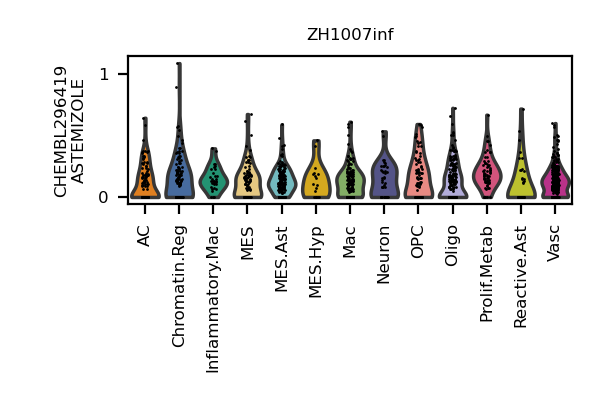 ZH1007inf
CHEMBL296419
ASTEMIZOLE
1
0
AC
Chromatin.Reg
Inflammatory.Mac
MES
MES.Ast
MES.Hyp
Mac
Neuron
OPC
Oligo
Prolif.Metab
Reactive.Ast
Vasc